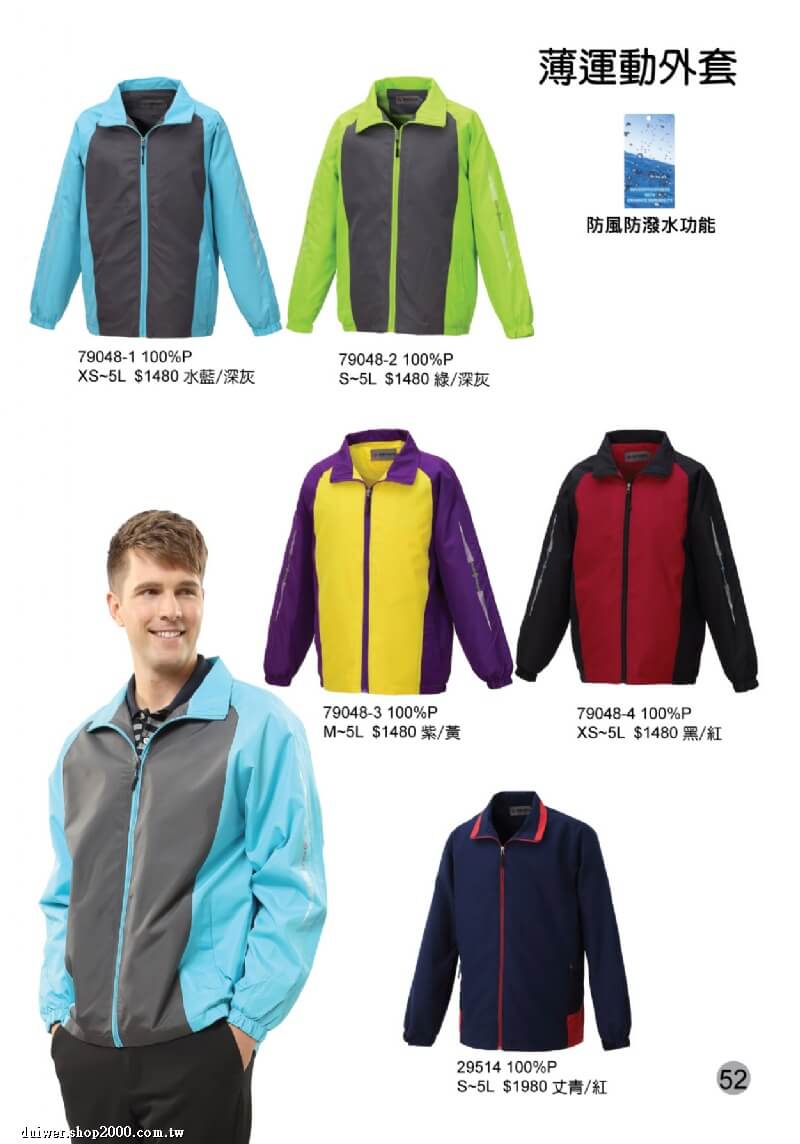 薄運動外套
防風防潑水功能
79048-1 100%P
XS~5L $1480 水藍/深灰
79048-2 100%P
S~5L $1480 綠/深灰
79048-3 100%P
M~5L $1480 紫/黃
79048-4 100%P
XS~5L $1480 黑/紅
29514 100%P
S~5L $1980 丈青/紅
52
duiwer.shop2000.com.tw